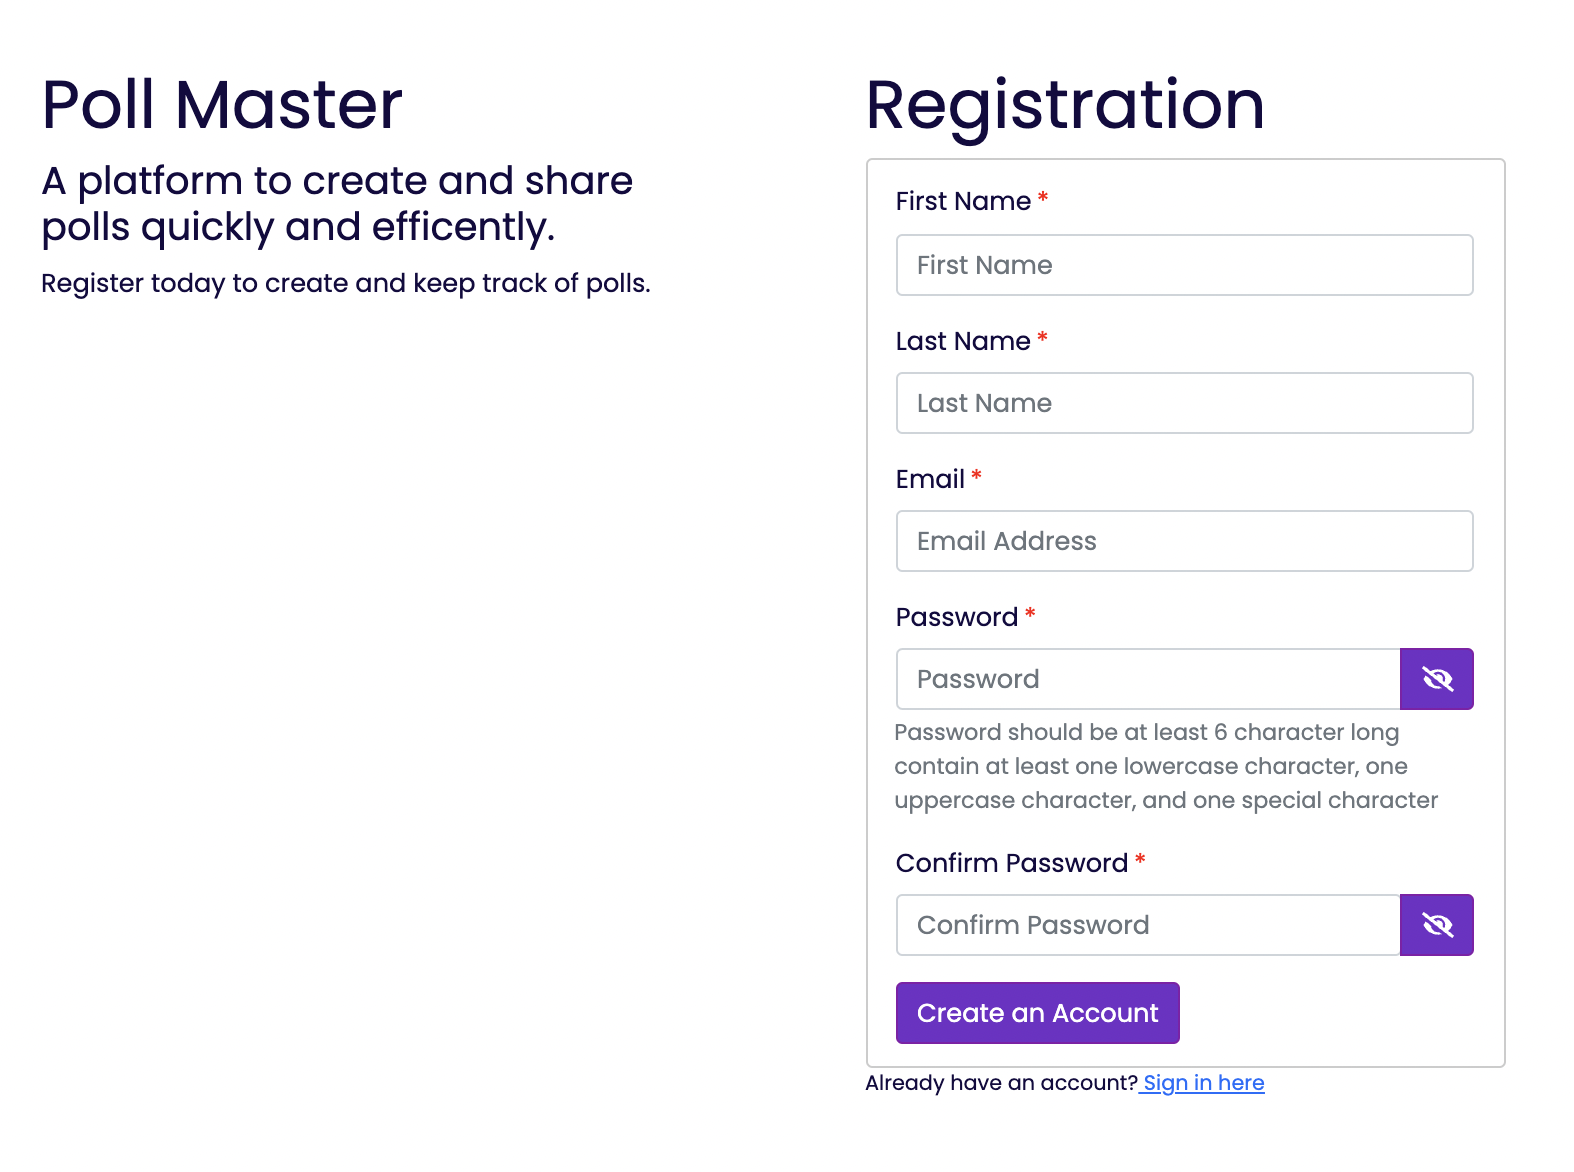 Poll Master
A platform to create and share
polls quickly and efficently.
Register today to create and keep track of polls.
Registration
First Name *
First Name
Last Name *
Last Name
Email *
Email Address
Password *
Password
Password should be at least 6 character long
contain at least one lowercase character, one
uppercase character, and one special character
Confirm Password *
Confirm Password
Create an Account
Already have an account? Sign in here